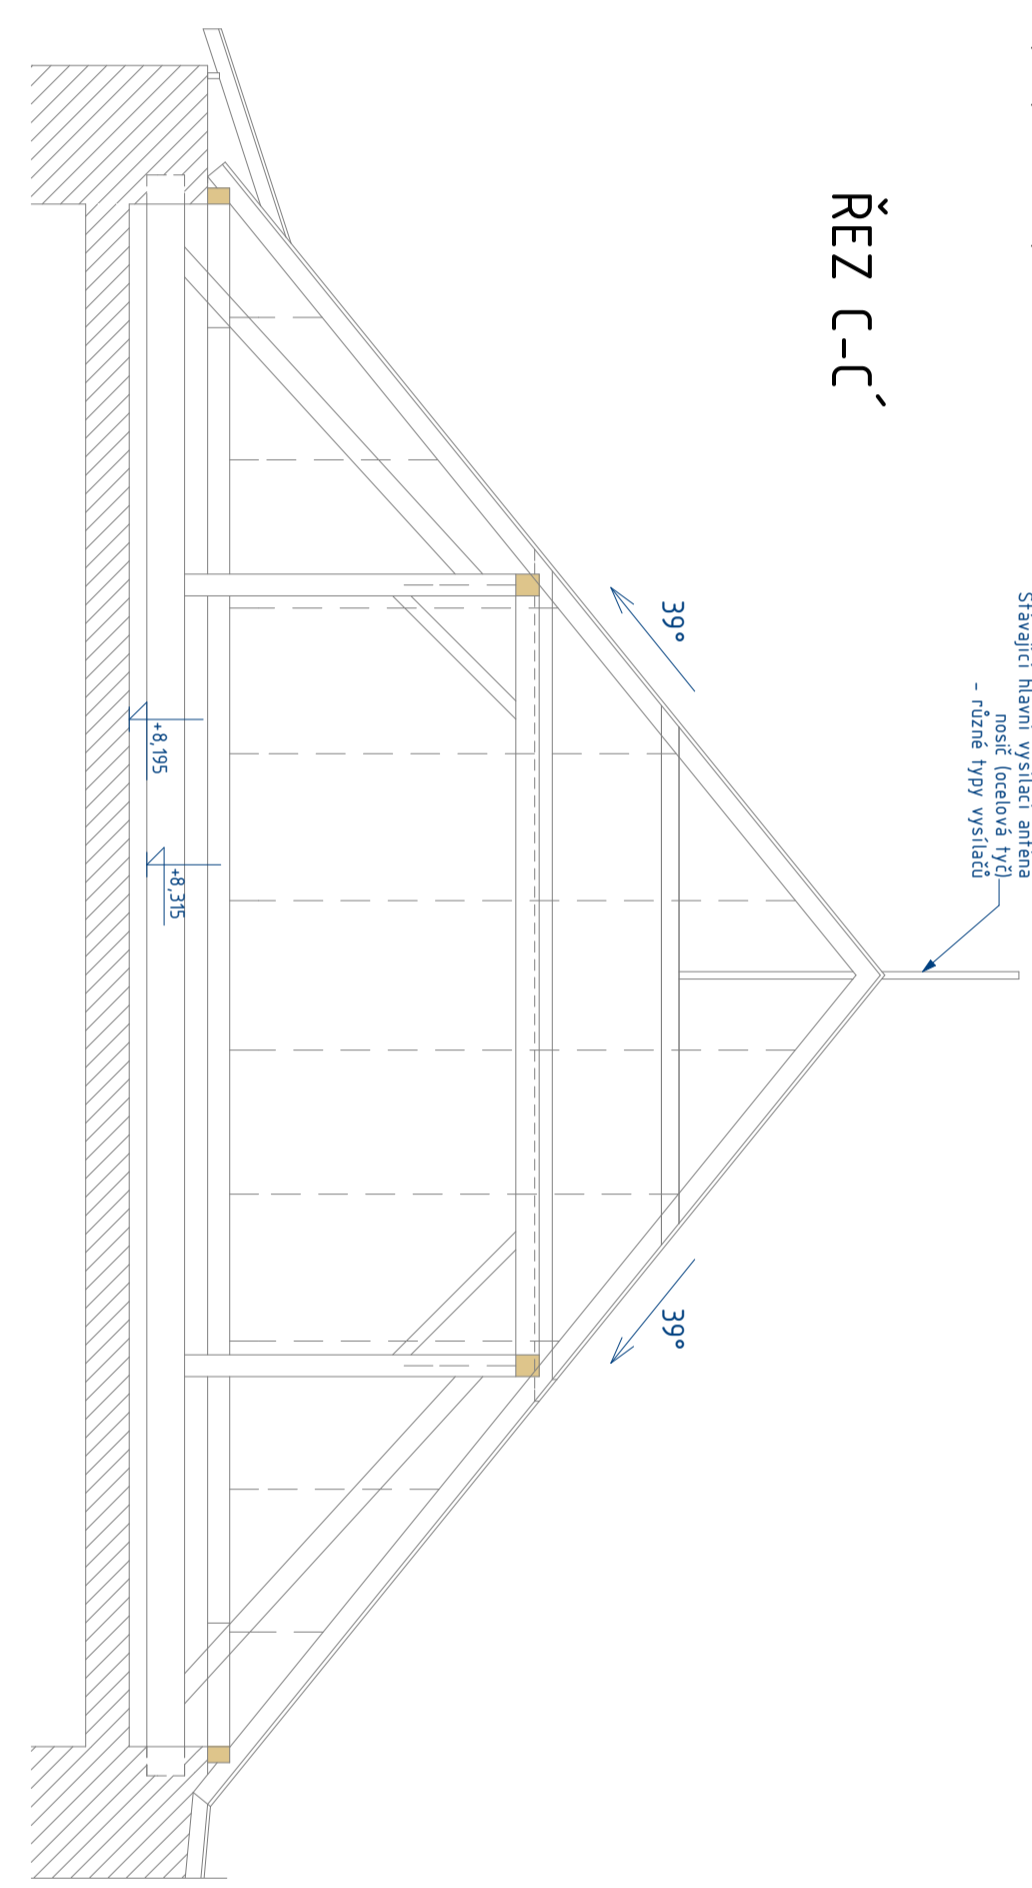 ŘEZ C-C´
Stávající hlavní vysílací anténa
nosič (ocelová tyč)
- různé typy vysílačů
39°
39°
+8,195
+8,315